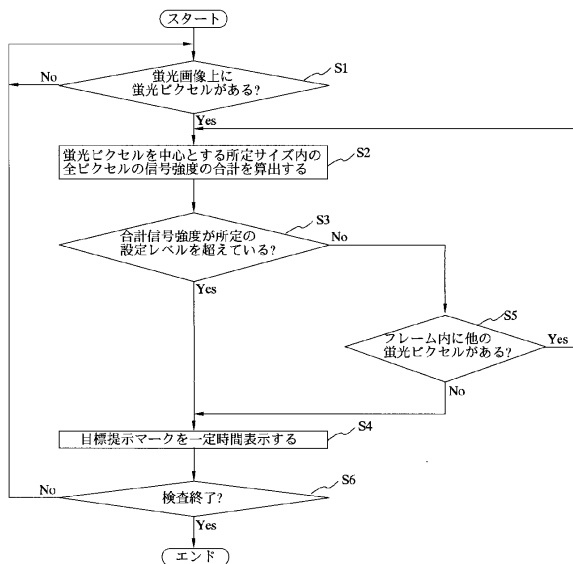 スタート
S1
蛍光画像上に
蛍光ピクセルがある?
No
Yes
S2
蛍光ピクセルを中心とする所定サイズ内の
全ピクセルの信号強度の合計を算出する
S3
合計信号強度が所定の
設定レベルを超えている?
No
Yes
S5
フレーム内に他の
蛍光ピクセルがある?
Yes
No
S4
目標提示マークを一定時間表示する
S6
検査終了?
No
Yes
エンド